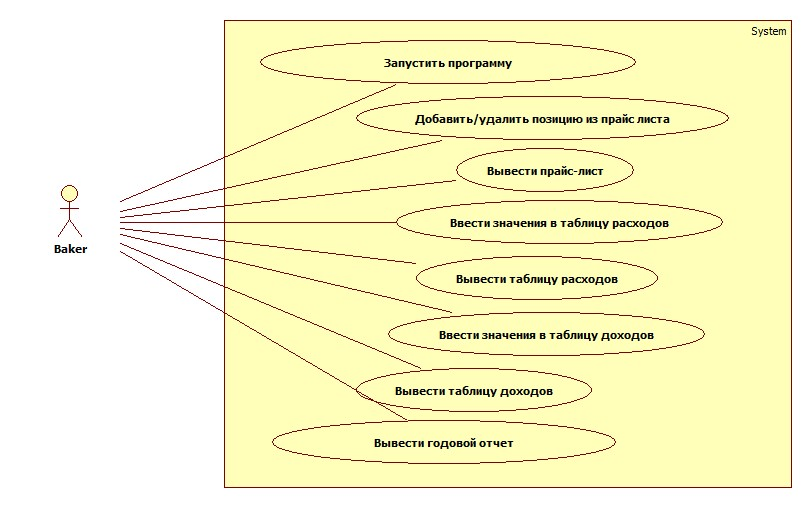 System
Запустить программу
Добавить/удалить позицию из прайс листа
Вывести прайс-лист
Ввести значения в таблицу расходов
Baker
Вывести таблицу расходов
Ввести значения в таблицу доходов
Вывести таблицу доходов
Вывести годовой отчет